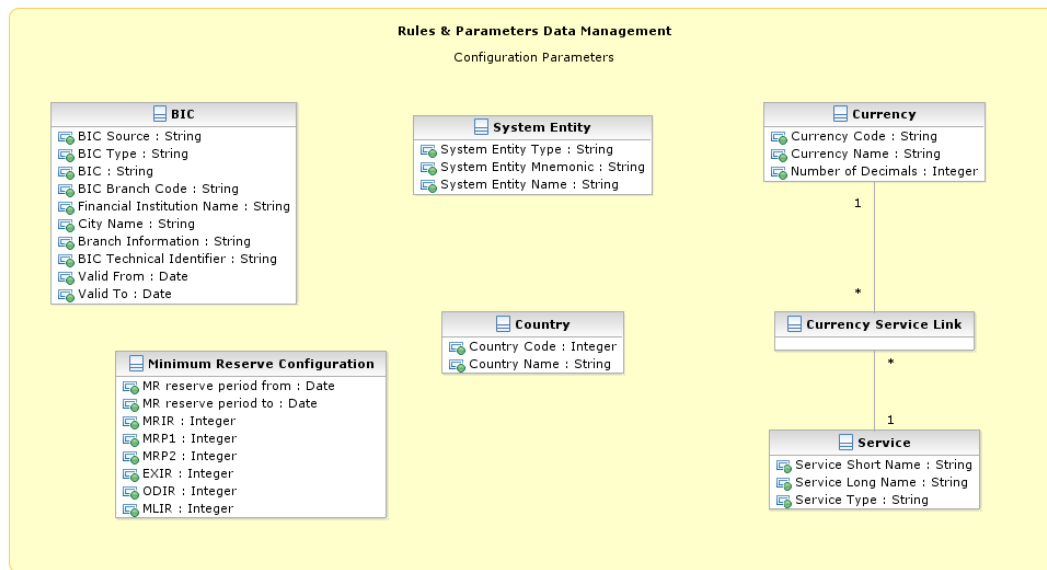 Rules & Parameters Data Management
Configuration Parameters
BIC
BIC Source : String
BIC Type : String
BIC : String
BIC Branch Code : String
Financial Institution Name : String
City Name : String
Branch Information : String
BIC Technical Identifier : String
Valid From : Date
Valid To : Date
System Entity
System Entity Type : String
System Entity Mnemonic : String
System Entity Name : String
Currency
Currency Code : String
Currency Name : String
Number of Decimals : Integer
1
*
Currency Service Link
*
1
Country
Country Code : Integer
Country Name : String
Minimum Reserve Configuration
MR reserve period from : Date
MR reserve period to : Date
MRIR : Integer
MRP1 : Integer
MRP2 : Integer
EXIR : Integer
ODIR : Integer
MLIR : Integer
Service
Service Short Name : String
Service Long Name : String
Service Type : String